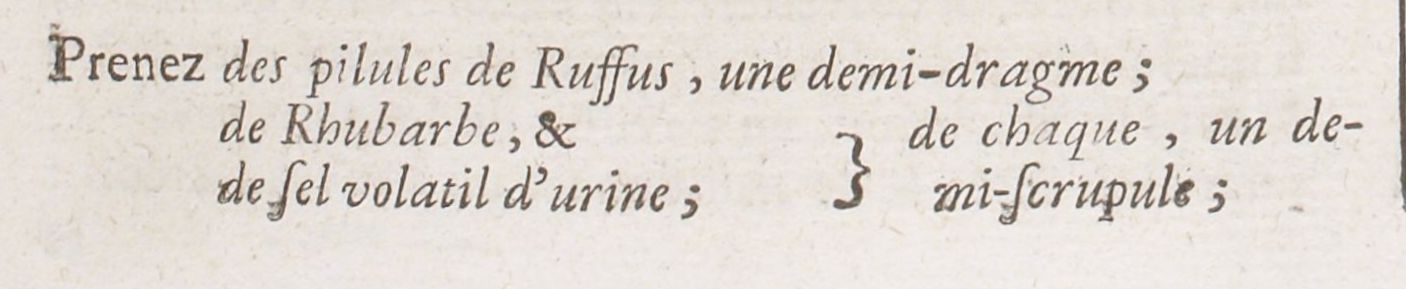 Prenez des pilules de Ruffus , une demi-dragme ;
de Rhubarbe, & } de chaque , un de-
de ſel volatil d'urine ; mi-ſcrupule ;